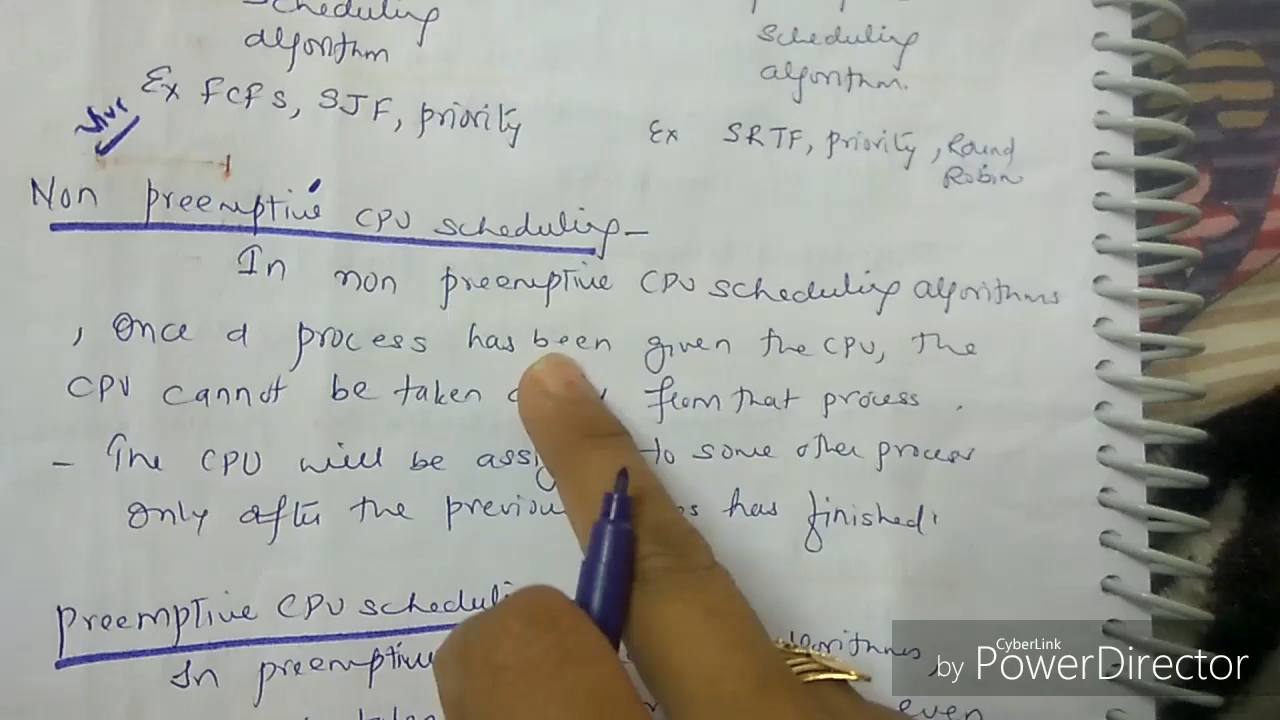 Scheduling
algorithm
scheduling
algorithm.
Ex FCFS, SJF, priority
Ex SRTF, priority, Round
Robin
Non preemptive CPU scheduling -
In non preemptive CPU scheduling algorithms
, Once a process has been given the CPU, the
CPU cannot be taken from that process.
- The CPU will be to some other process
only after the has finished.
Preemptive CPU
In preemptive algorithms,
even
CyberLink
by PowerDirector